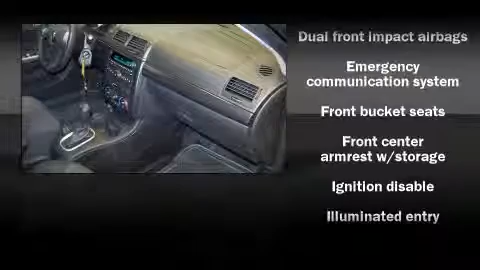 Dual front impact airbags
Emergency
communication system
Front bucket seats
Front center
armrest w/storage
Ignition disable
Illuminated entry